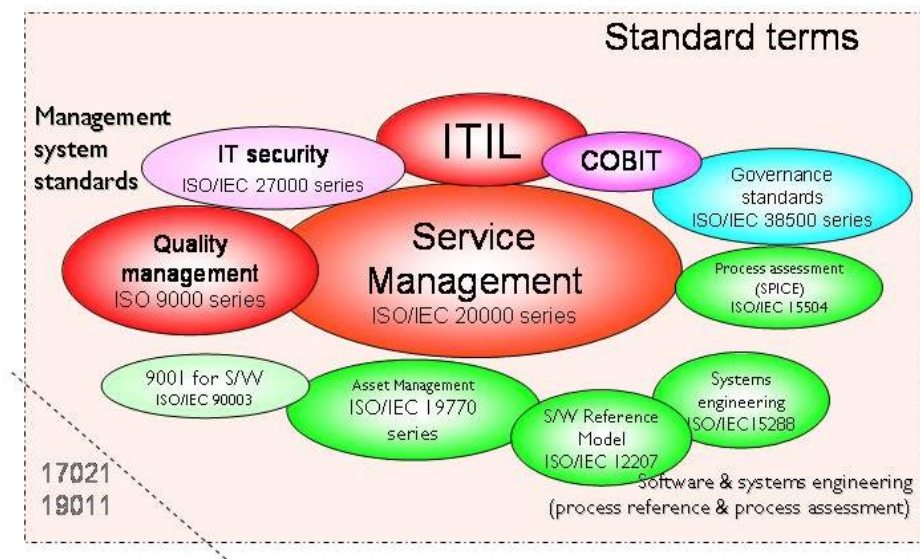 Standard terms
Management
system
standards
ITIL
IT security
ISO/IEC 27000 series
COBIT
Governance
standards
ISO/IEC 38500 series
Quality
management
ISO 9000 series
Service
Management
ISO/IEC 20000 series
Process assessment
(SPICE)
ISO/IEC 15504
9001 for S/W
ISO/IEC 90003
Asset Management
ISO/IEC 19770
series
S/W Reference
Model
ISO/IEC 12207
Systems
engineering
ISO/IEC15288
17021
19011
Software & systems engineering
(process reference & process assessment)